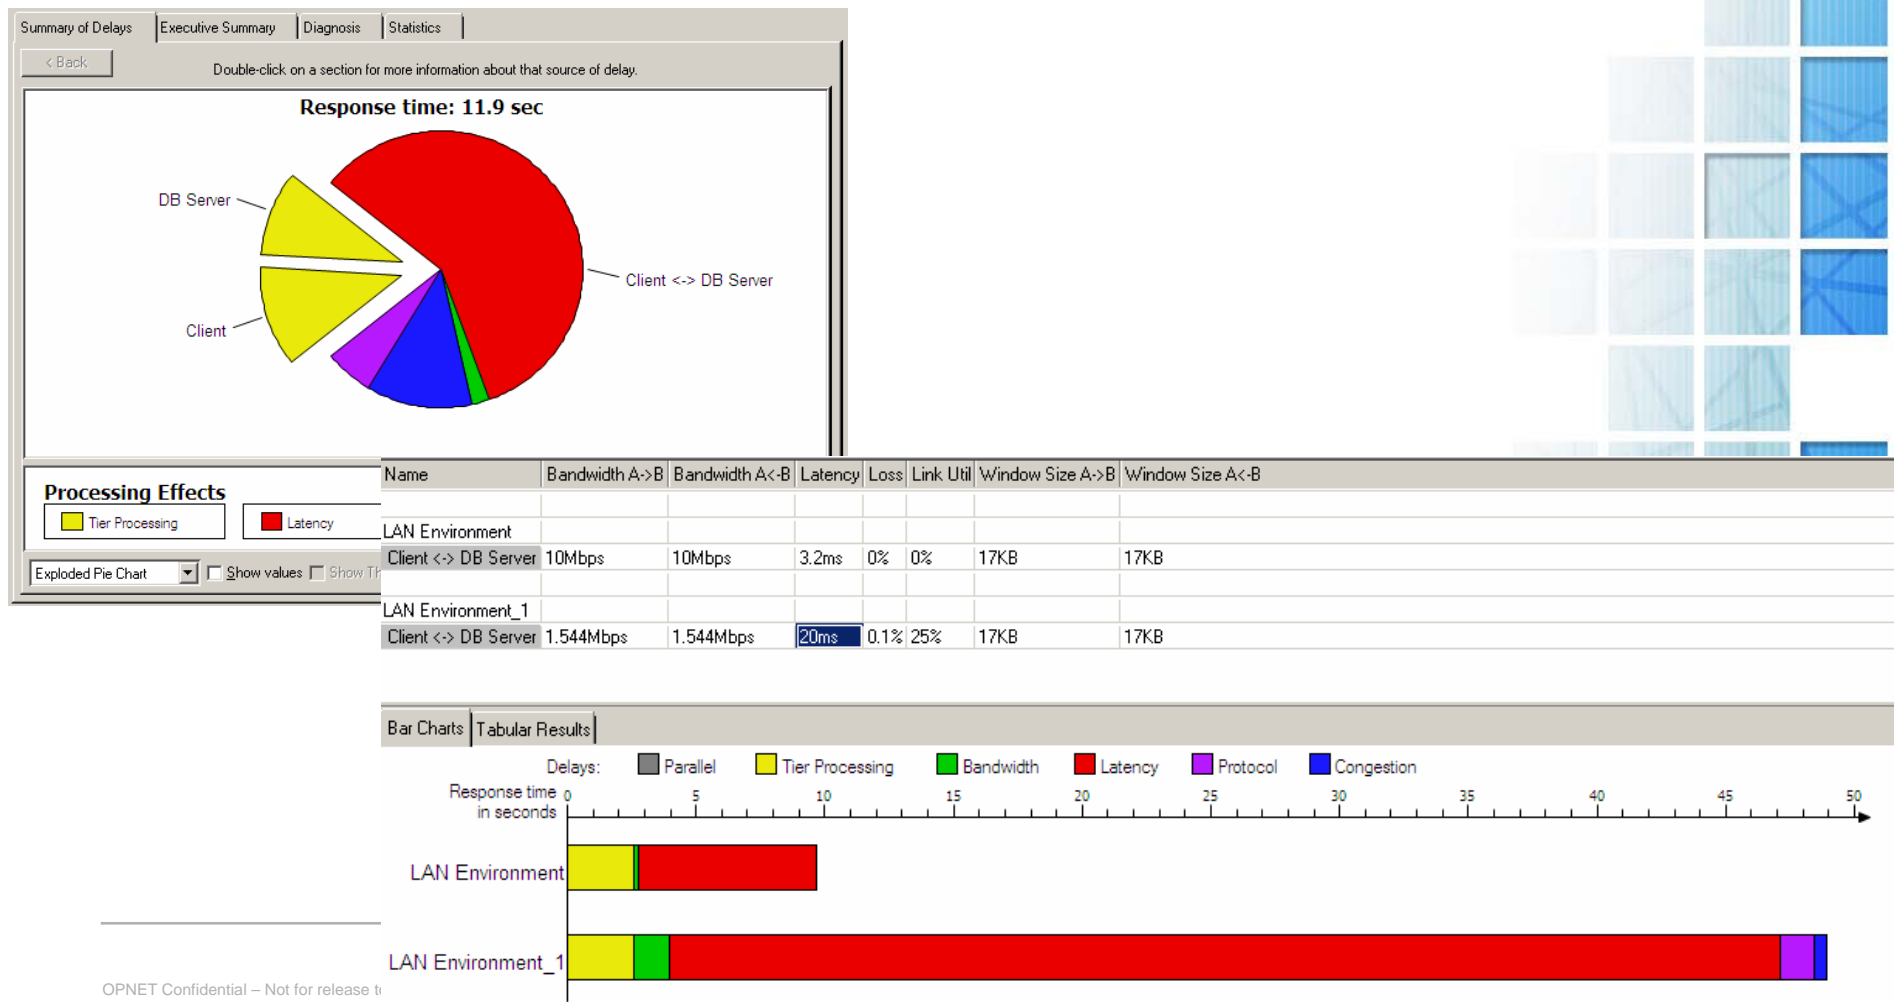 Summary of Delays Executive Summary Diagnosis Statistics
< Back
Double-click on a section for more information about that source of delay.
Response time: 11.9 sec
DB Server
Client <-> DB Server
Client
Processing Effects
Tier Processing Latency
Exploded Pie Chart Show values Show Th
Name Bandwidth A->B Bandwidth A<-B Latency Loss Link Util Window Size A->B Window Size A<-B
LAN Environment
Client <-> DB Server 10Mbps 10Mbps 3.2ms 0% 0% 17KB 17KB
LAN Environment_1
Client <-> DB Server 1.544Mbps 1.544Mbps 20ms 0.1% 25% 17KB 17KB
Bar Charts Tabular Results
Delays: Parallel Tier Processing Bandwidth Latency Protocol Congestion
Response time in seconds
0 5 10 15 20 25 30 35 40 45 50
LAN Environment
LAN Environment_1
OPNET Confidential – Not for release t